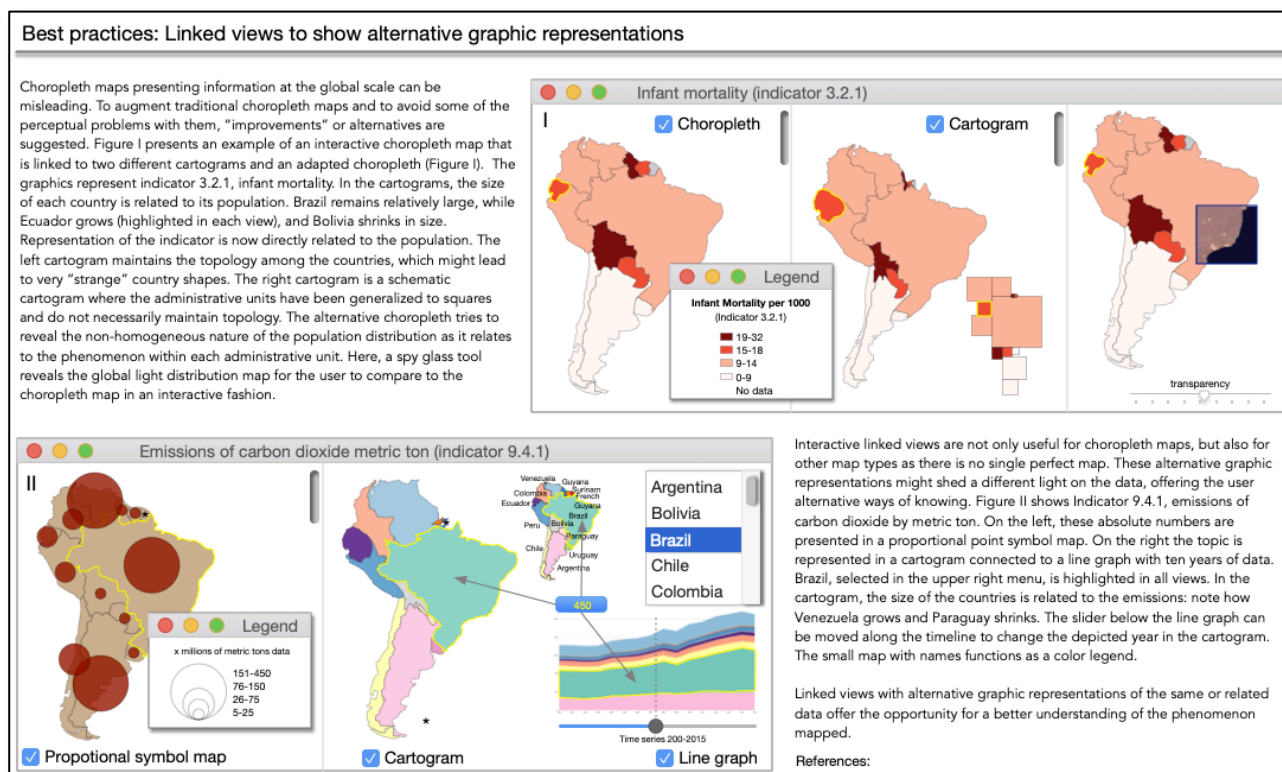 Best practices: Linked views to show alternative graphic representations
Choropleth maps presenting information at the global scale can be
misleading. To augment traditional choropleth maps and to avoid some of the
perceptual problems with them, "improvements" or alternatives are
suggested. Figure I presents an example of an interactive choropleth map that
is linked to two different cartograms and an adapted choropleth (Figure I). The
graphics represent indicator 3.2.1, infant mortality. In the cartograms, the size
of each country is related to its population. Brazil remains relatively large, while
Ecuador grows (highlighted in each view), and Bolivia shrinks in size.
Representation of the indicator is now directly related to the population. The
left cartogram maintains the topology among the countries, which might lead
to very "strange" country shapes. The right cartogram is a schematic
cartogram where the administrative units have been generalized to squares
and do not necessarily maintain topology. The alternative choropleth tries to
reveal the non-homogeneous nature of the population distribution as it relates
to the phenomenon within each administrative unit. Here, a spy glass tool
reveals the global light distribution map for the user to compare to the
choropleth map in an interactive fashion.
Infant mortality (indicator 3.2.1)
I
Choropleth
Cartogram
Legend
Infant Mortality per 1000
(Indicator 3.2.1)
19-32
15-18
9-14
0-9
No data
transparency
Emissions of carbon dioxide metric ton (indicator 9.4.1)
II
*
Legend
x millions of metric tons data
151-450
76-150
26-75
5-25
Propotional symbol map
*
Venezuela
Guyana
Surinam
French
Guyana
Colombia
Ecuador
Peru
Brazil
Bolivia
Paraguay
Chile
Uruguay
Argentina
Argentina
Bolivia
Brazil
Chile
Colombia
450
*
Time series 200-2015
Cartogram
Line graph
Interactive linked views are not only useful for choropleth maps, but also for
other map types as there is no single perfect map. These alternative graphic
representations might shed a different light on the data, offering the user
alternative ways of knowing. Figure II shows Indicator 9.4.1, emissions of
carbon dioxide by metric ton. On the left, these absolute numbers are
presented in a proportional point symbol map. On the right the topic is
represented in a cartogram connected to a line graph with ten years of data.
Brazil, selected in the upper right menu, is highlighted in all views. In the
cartogram, the size of the countries is related to the emissions: note how
Venezuela grows and Paraguay shrinks. The slider below the line graph can
be moved along the timeline to change the depicted year in the cartogram.
The small map with names functions as a color legend.
Linked views with alternative graphic representations of the same or related
data offer the opportunity for a better understanding of the phenomenon
mapped.
References: